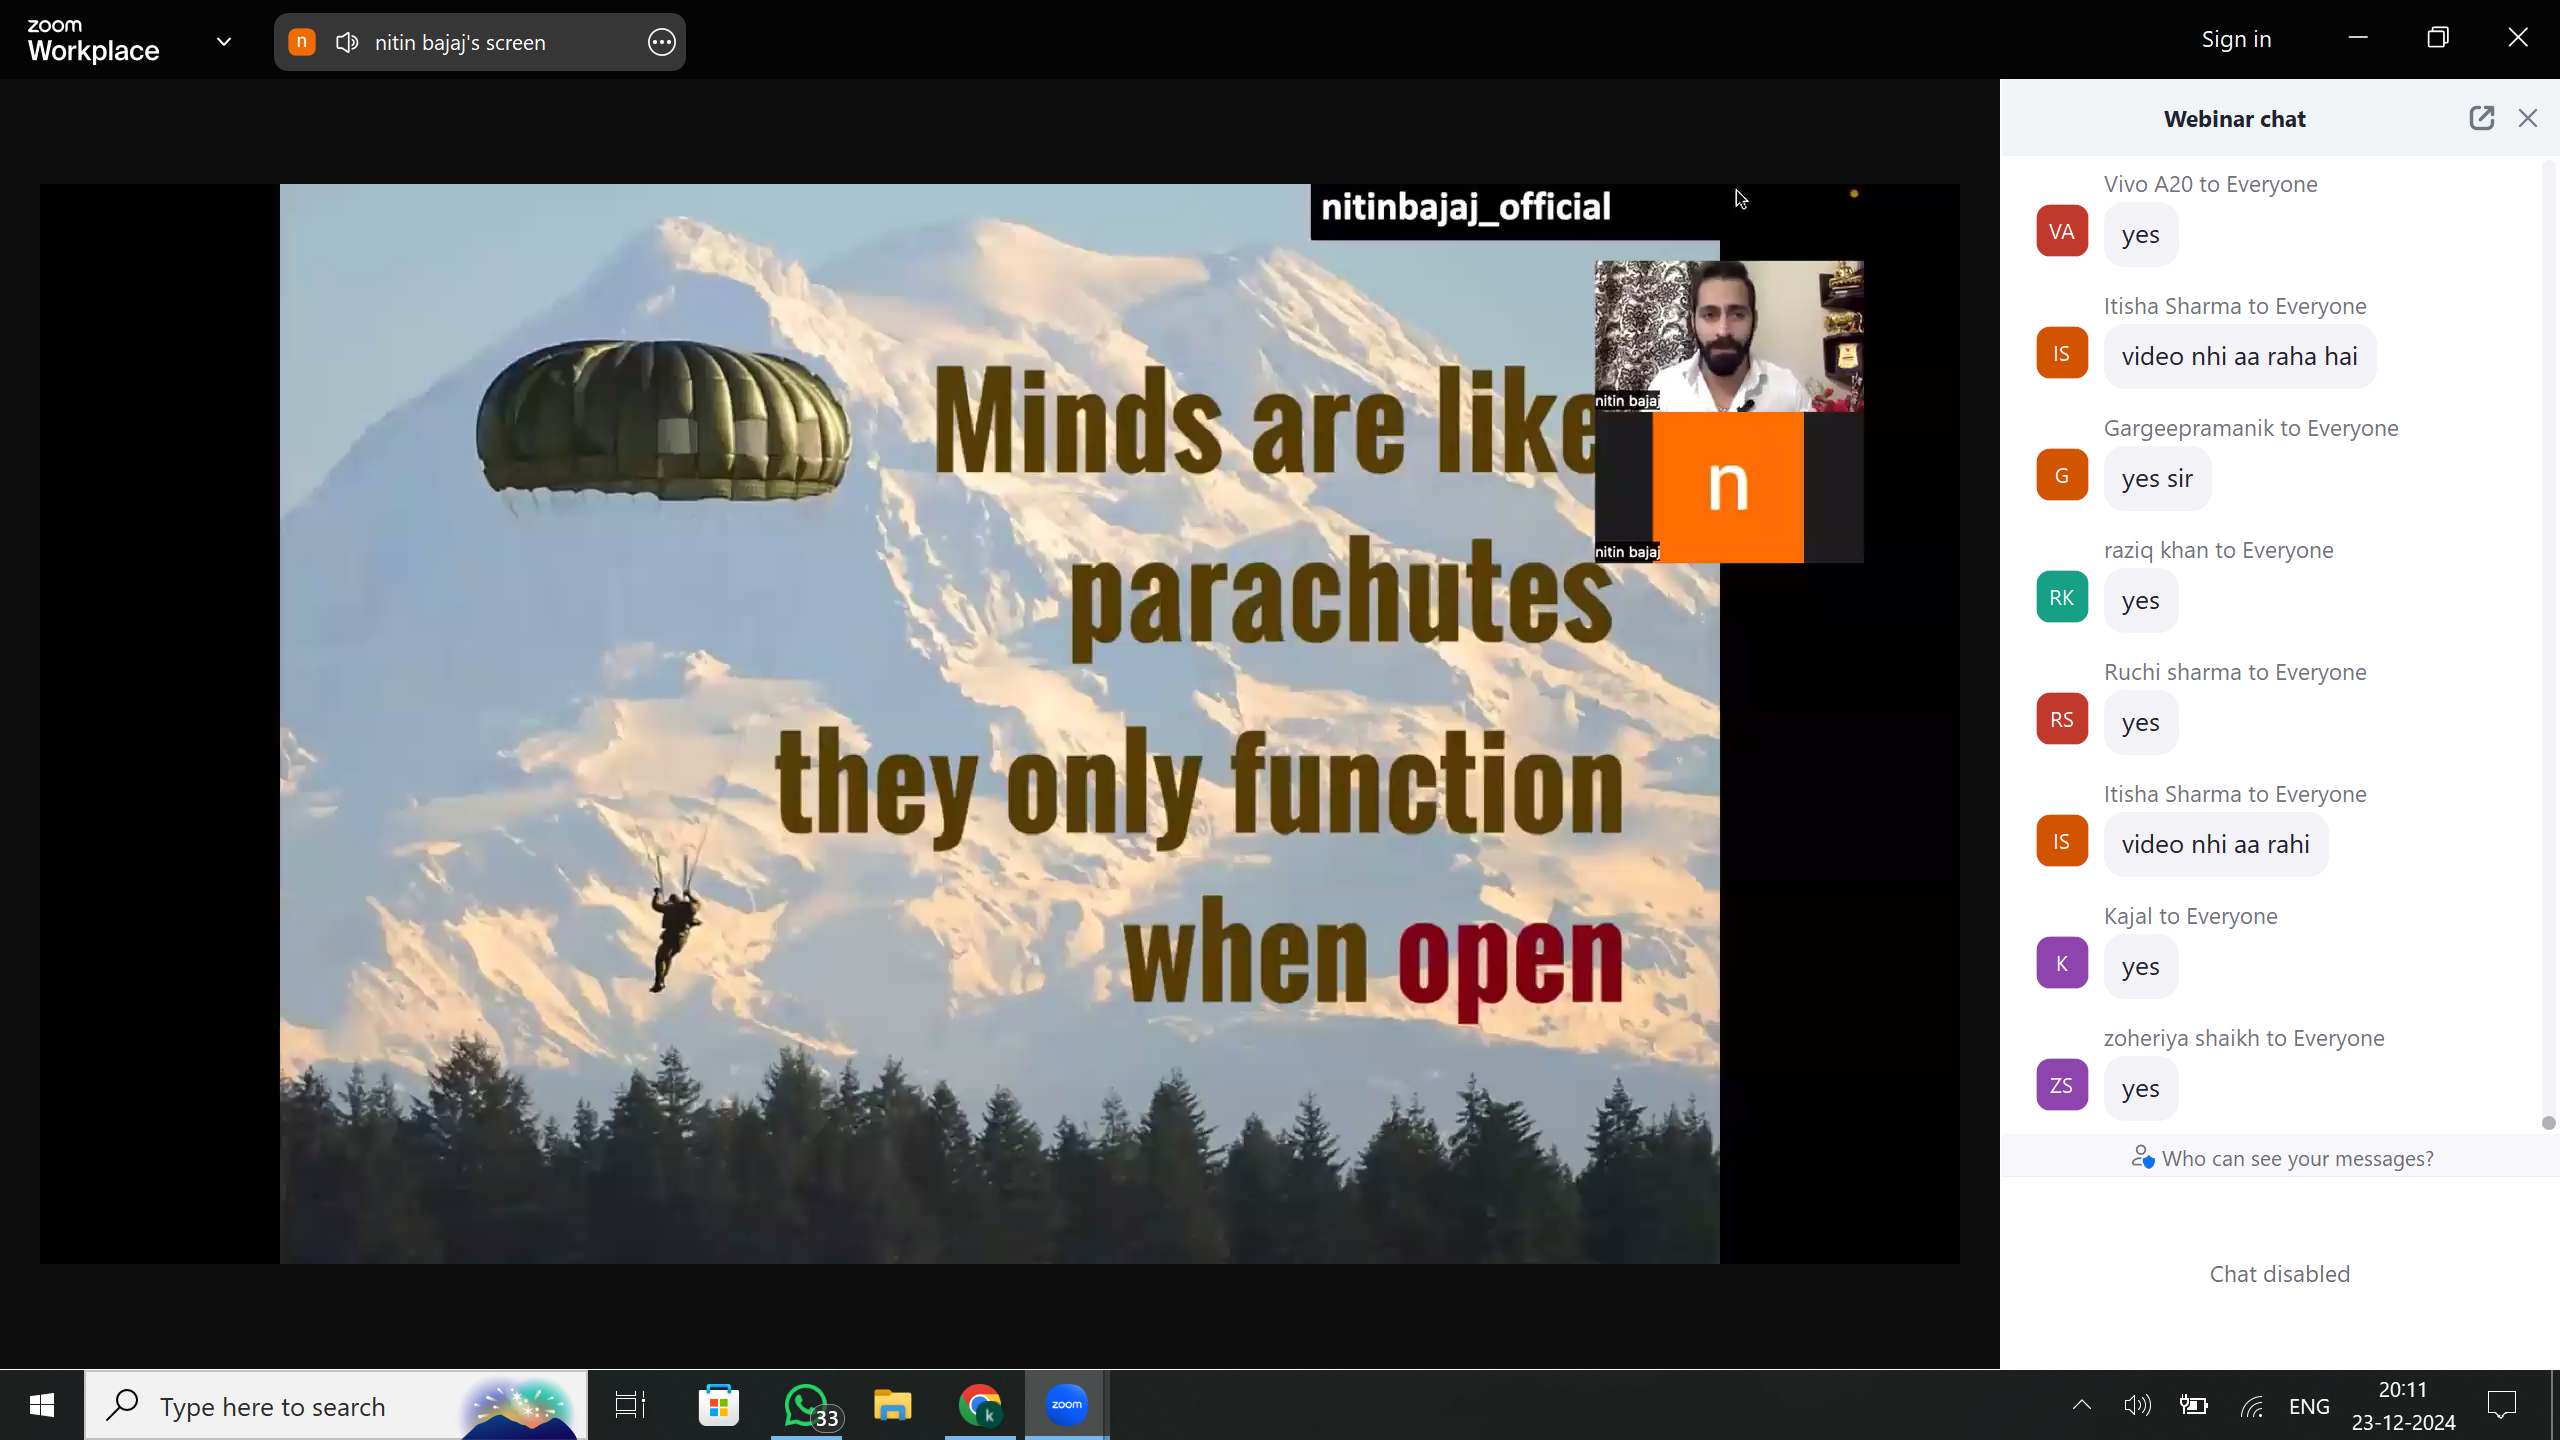 zoom
Workplace
n
nitin bajaj's screen
Sign in
nitinbajaj_official
Minds are like
parachutes
they only function
when open
nitin bajaj
n
nitin bajaj
Webinar chat
Vivo A20 to Everyone
VA
yes
Itisha Sharma to Everyone
IS
video nhi aa raha hai
Gargeepramanik to Everyone
G
yes sir
raziq khan to Everyone
RK
yes
Ruchi sharma to Everyone
RS
yes
Itisha Sharma to Everyone
IS
video nhi aa rahi
Kajal to Everyone
K
yes
zoheriya shaikh to Everyone
ZS
yes
Who can see your messages?
Chat disabled
Type here to search
33
k
zoom
ENG
20:11
23-12-2024